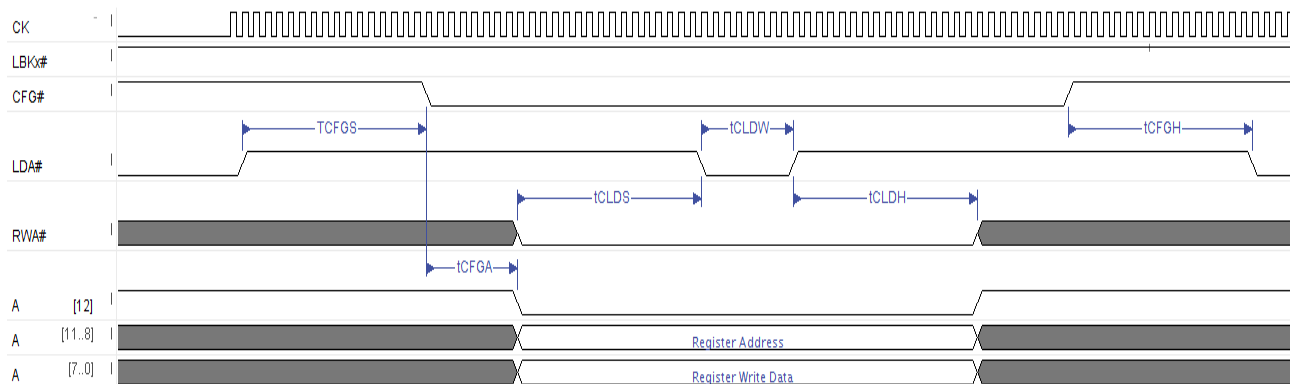 CK
LBKx#
CFG#
TCFGS
tCLDW
tCFGH
LDA#
tCLDS
tCLDH
RWA#
tCFGA
A [12]
A [11..8] Register Address
A [7..0] Register Write Data